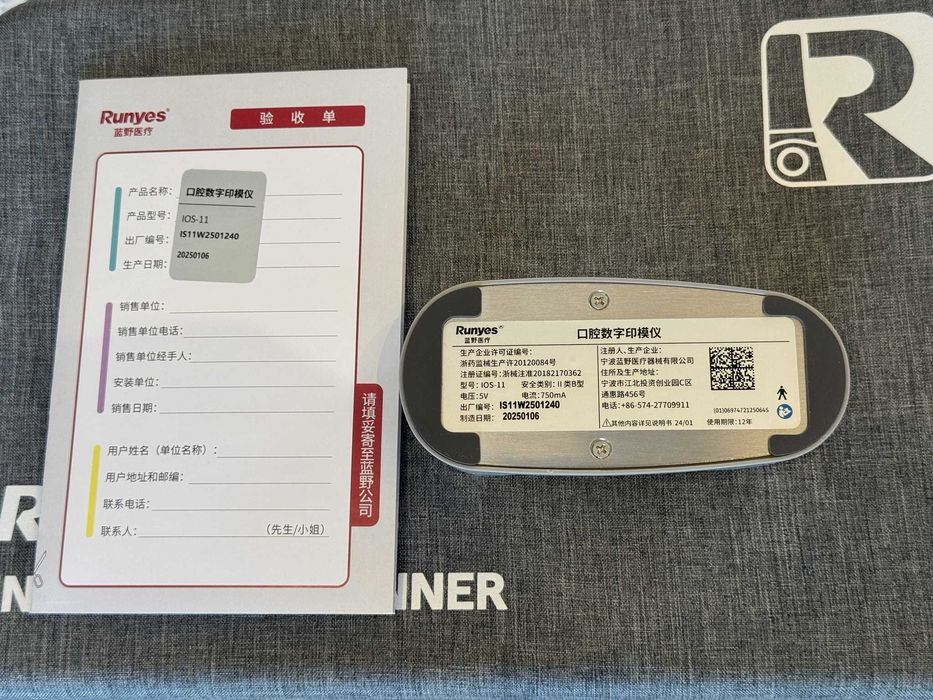 Runyes®
蓝野医疗
验收单
产品名称:
口腔数字印模仪
产品型号:
IOS-11
出厂编号:
IS11W2501240
生产日期:
20250106
销售单位:
销售单位电话:
销售单位经手人:
安装单位:
销售日期:
请填妥寄至蓝野公司
用户姓名（单位名称）:
用户地址和邮编:
联系电话:
联系人:
（先生/小姐）
R
Runyes®
蓝野医疗
口腔数字印模仪
生产企业许可证编号:
浙药监械生产许20120084号
注册证编号:浙械注准20182170362
型号: IOS-11 安全类别: II 类B型
电压: 5V 电流: 750mA
出厂编号: IS11W2501240
制造日期: 20250106
注册人、生产企业:
宁波蓝野医疗器械有限公司
住所及生产地址:
宁波市江北投资创业园C区
通惠路456号
电话: +86-574-27709911
其他内容详见说明书 24/01
(01)06974721250645
使用期限: 12年
R
N
NNER